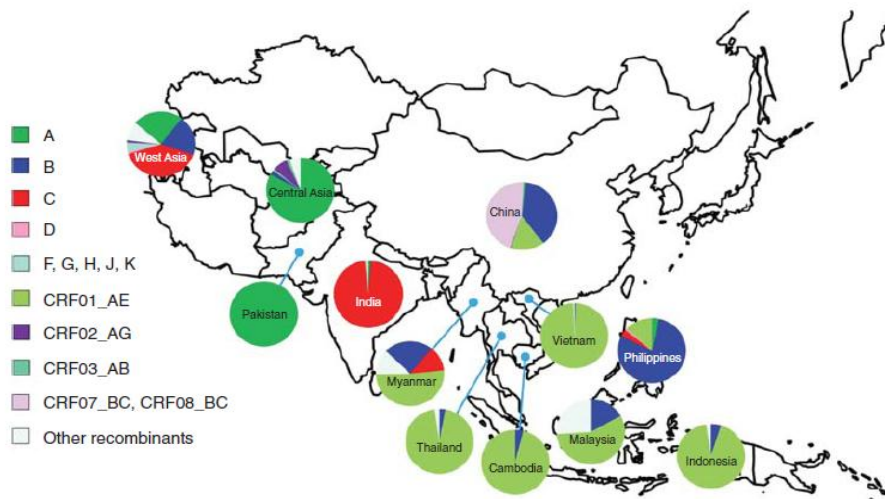 A
B
C
D
F, G, H, J, K
CRF01_AE
CRF02_AG
CRF03_AB
CRF07_BC, CRF08_BC
Other recombinants
West Asia
Central Asia
China
Pakistan
India
Myanmar
Vietnam
Philippines
Thailand
Cambodia
Malaysia
Indonesia